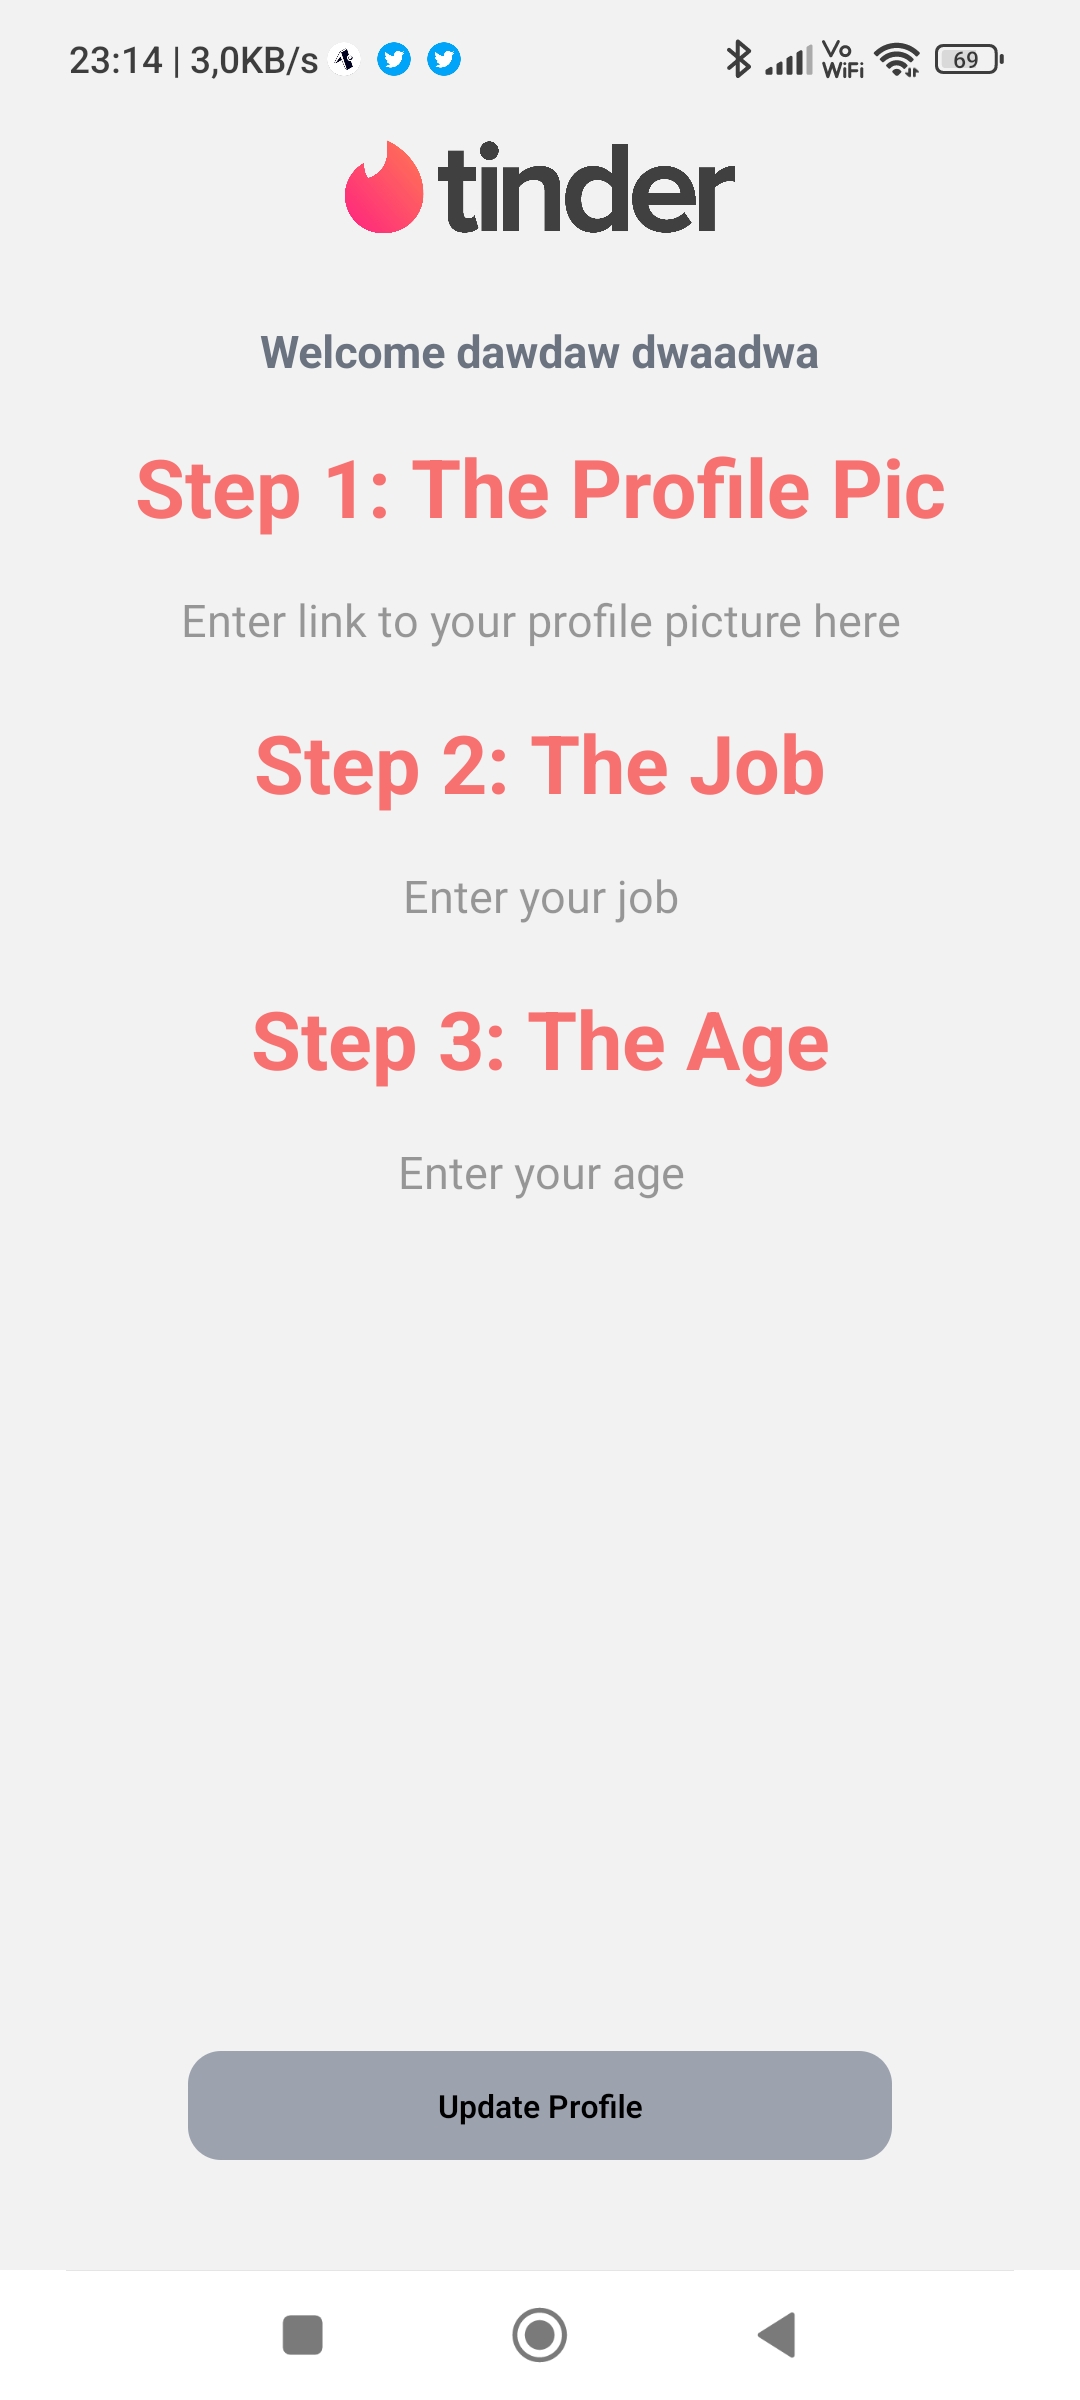 23:14 | 3,0KB/s
Vo
WiFi
69
tinder
Welcome dawdaw dwaadwa
Step 1: The Profile Pic
Enter link to your profile picture here
Step 2: The Job
Enter your job
Step 3: The Age
Enter your age
Update Profile